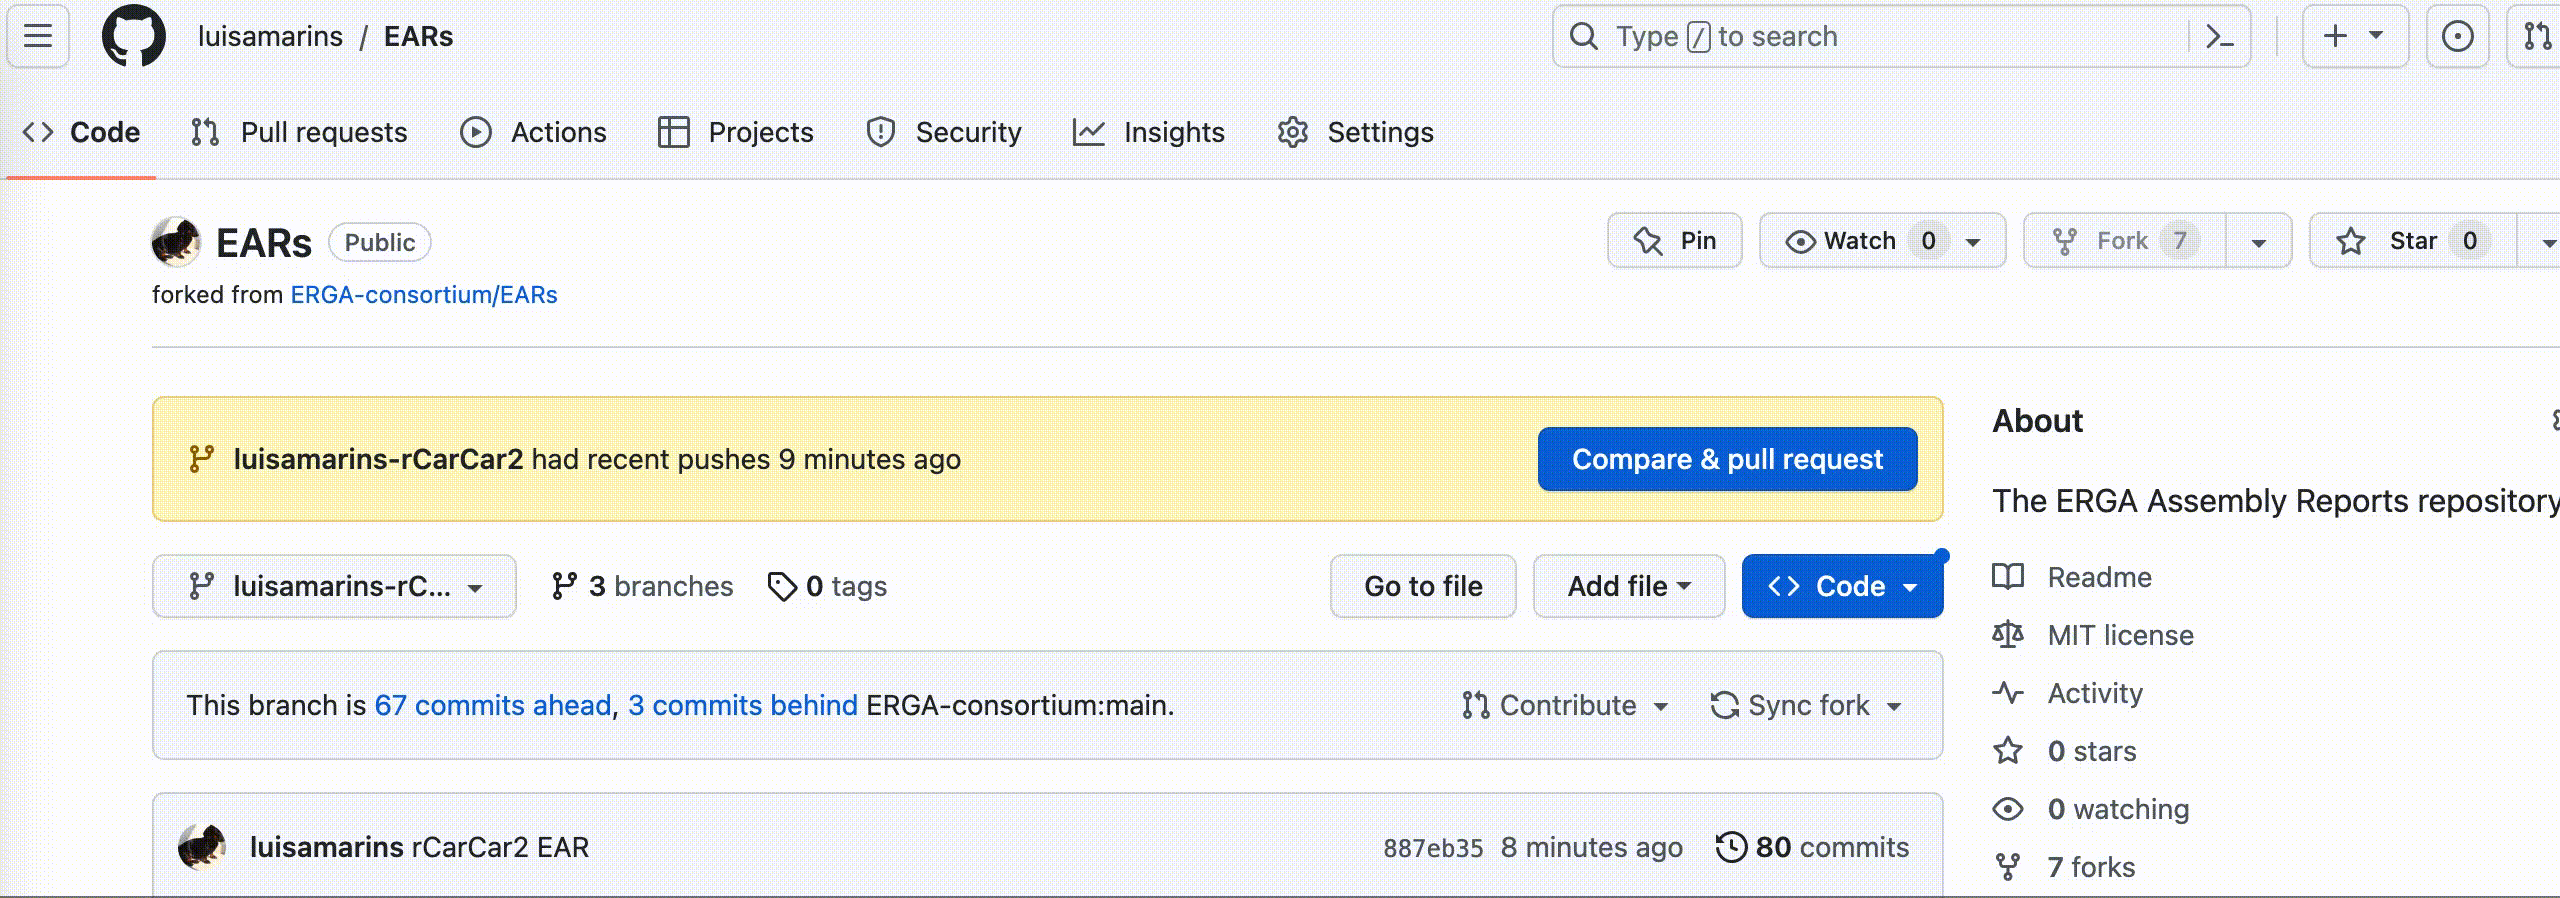 luisamarins / EARs
Type / to search
Code Pull requests Actions Projects Security Insights Settings
EARs Public
Pin Watch 0 Fork 7 Star 0
forked from ERGA-consortium/EARs
luisamarins-rCarCar2 had recent pushes 9 minutes ago
Compare & pull request
luisamarins-rC... 3 branches 0 tags
Go to file Add file Code
This branch is 67 commits ahead, 3 commits behind ERGA-consortium:main.
Contribute Sync fork
luisamarins rCarCar2 EAR
887eb35 8 minutes ago 80 commits
About
The ERGA Assembly Reports repository
Readme
MIT license
Activity
0 stars
0 watching
7 forks